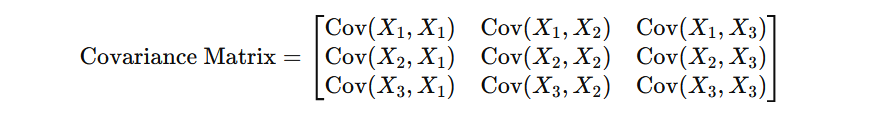 Cov(X₁, X₁) Cov(X₁, X₂) Cov(X₁, X₃)
Covariance Matrix = Cov(X₂, X₁) Cov(X₂, X₂) Cov(X₂, X₃)
Cov(X₃, X₁) Cov(X₃, X₂) Cov(X₃, X₃)